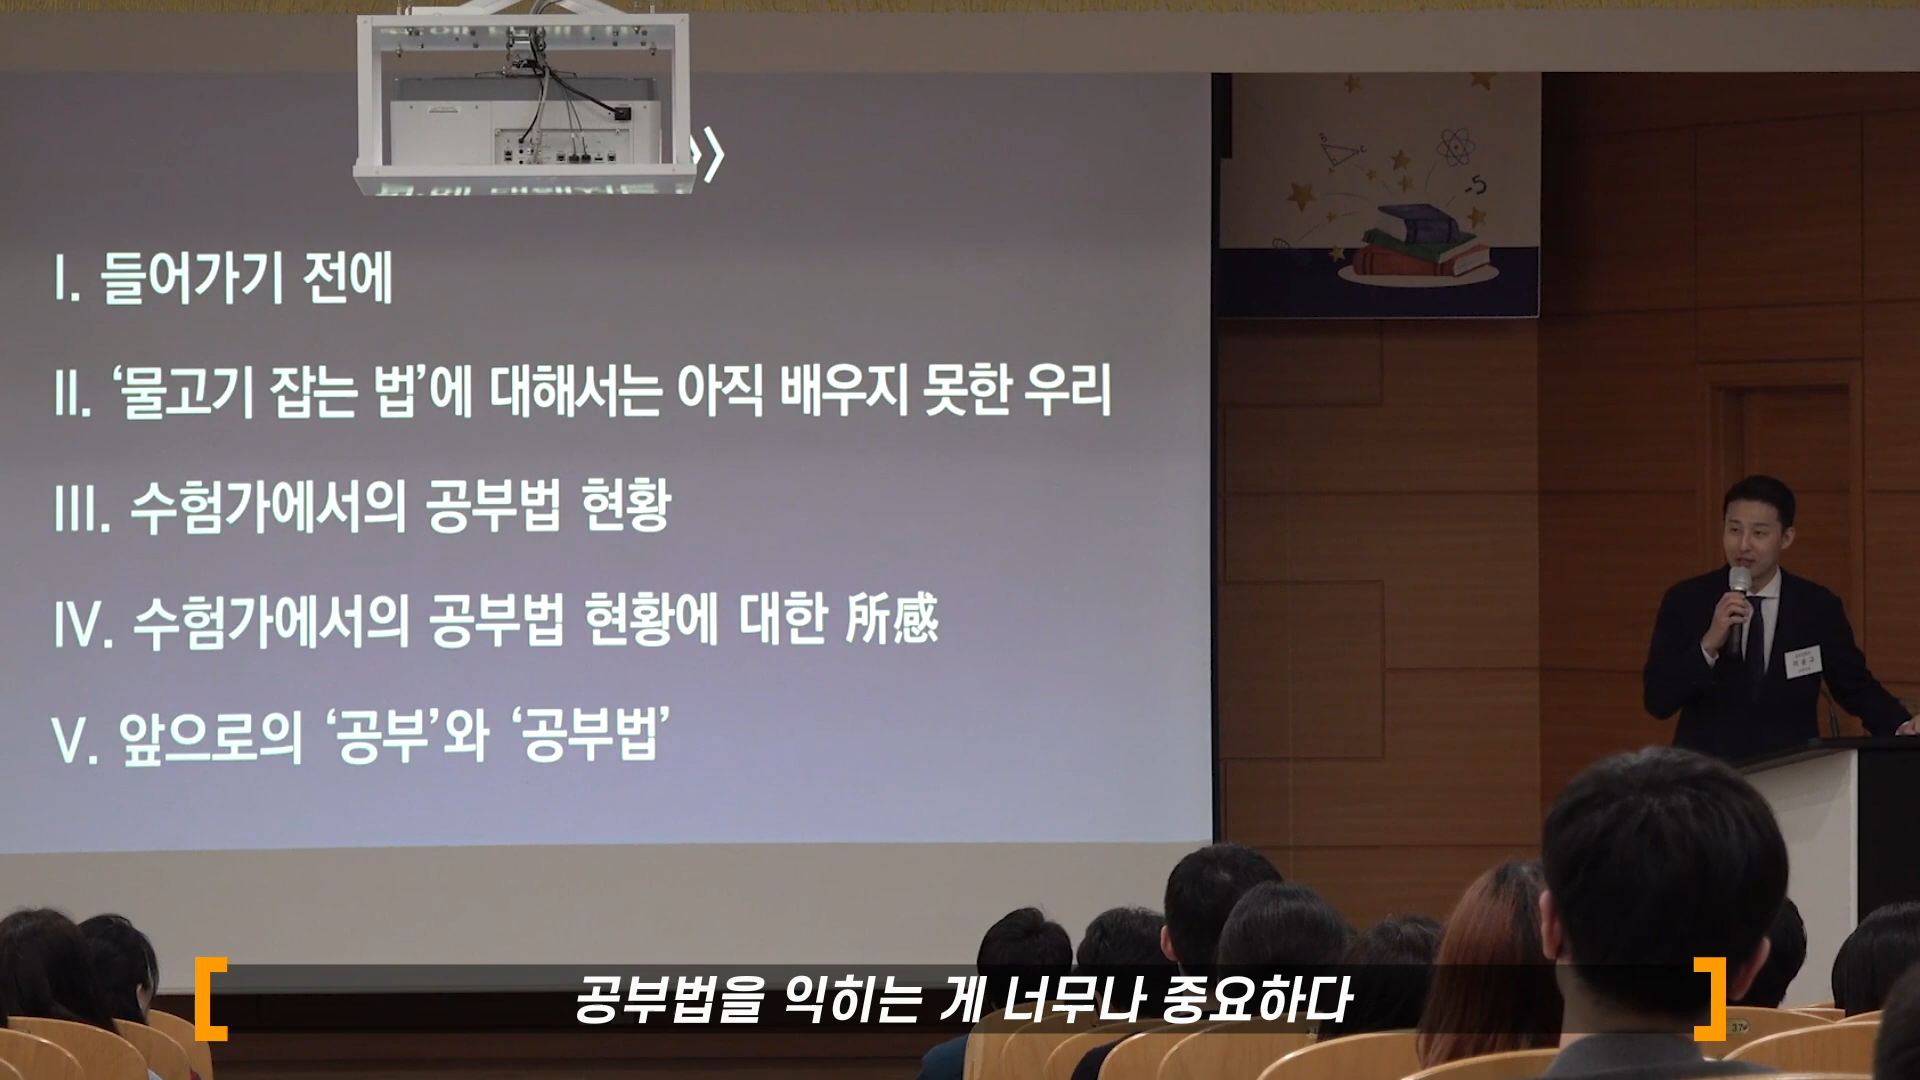 》
I. 들어가기 전에
II. ‘물고기 잡는 법’에 대해서는 아직 배우지 못한 우리
III. 수험가에서의 공부법 현황
IV. 수험가에서의 공부법 현황에 대한 所感
V. 앞으로의 ‘공부’와 ‘공부법’
B
C
-5
37
공부법을 익히는 게 너무나 중요하다